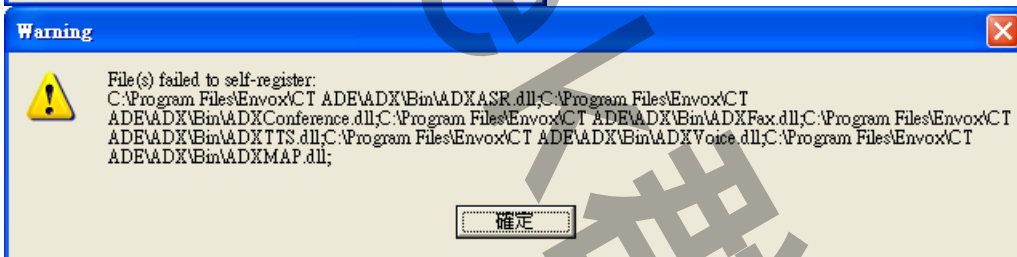 Warning
File(s) failed to self-register:
C:\Program Files\Envox\CT ADE\ADX\Bin\ADXASR.dll;C:\Program Files\Envox\CT
ADE\ADX\Bin\ADXConference.dll;C:\Program Files\Envox\CT ADE\ADX\Bin\ADXFax.dll;C:\Program Files\Envox\CT
ADE\ADX\Bin\ADXTTS.dll;C:\Program Files\Envox\CT ADE\ADX\Bin\ADXVoice.dll;C:\Program Files\Envox\CT
ADE\ADX\Bin\ADXMAP.dll;
確定